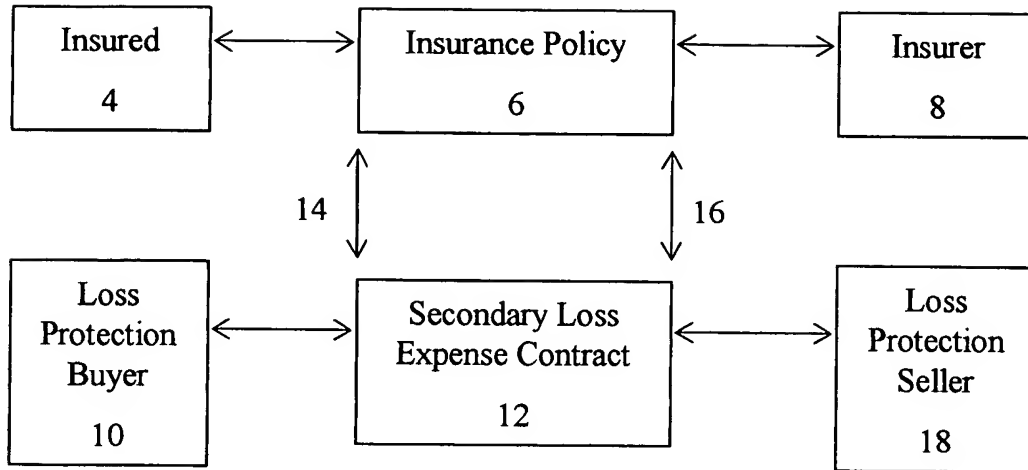 Insured
4
Insurance Policy
6
Insurer
8
14
16
Loss
Protection
Buyer
10
Secondary Loss
Expense Contract
12
Loss
Protection
Seller
18